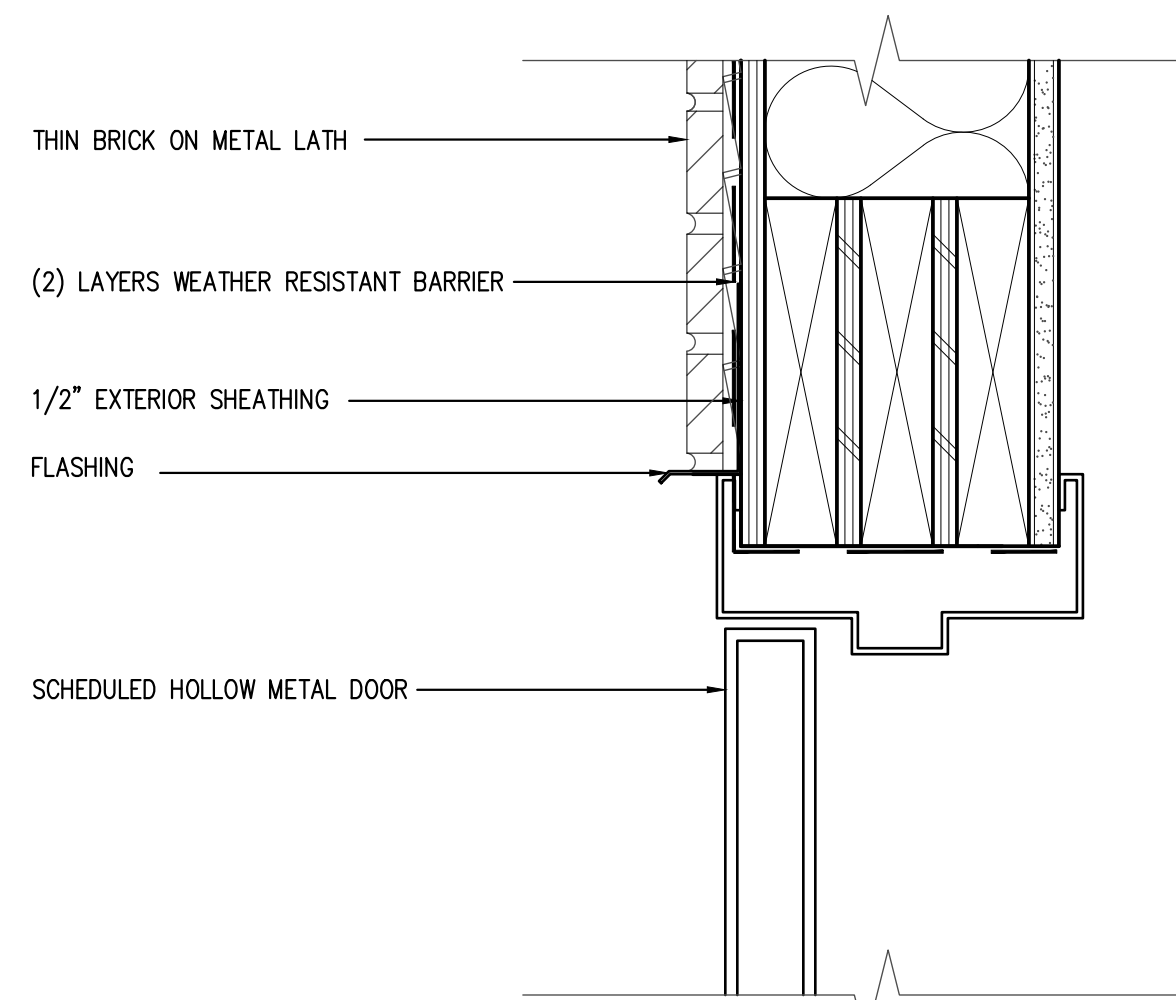 THIN BRICK ON METAL LATH
(2) LAYERS WEATHER RESISTANT BARRIER
1/2” EXTERIOR SHEATHING
FLASHING
SCHEDULED HOLLOW METAL DOOR